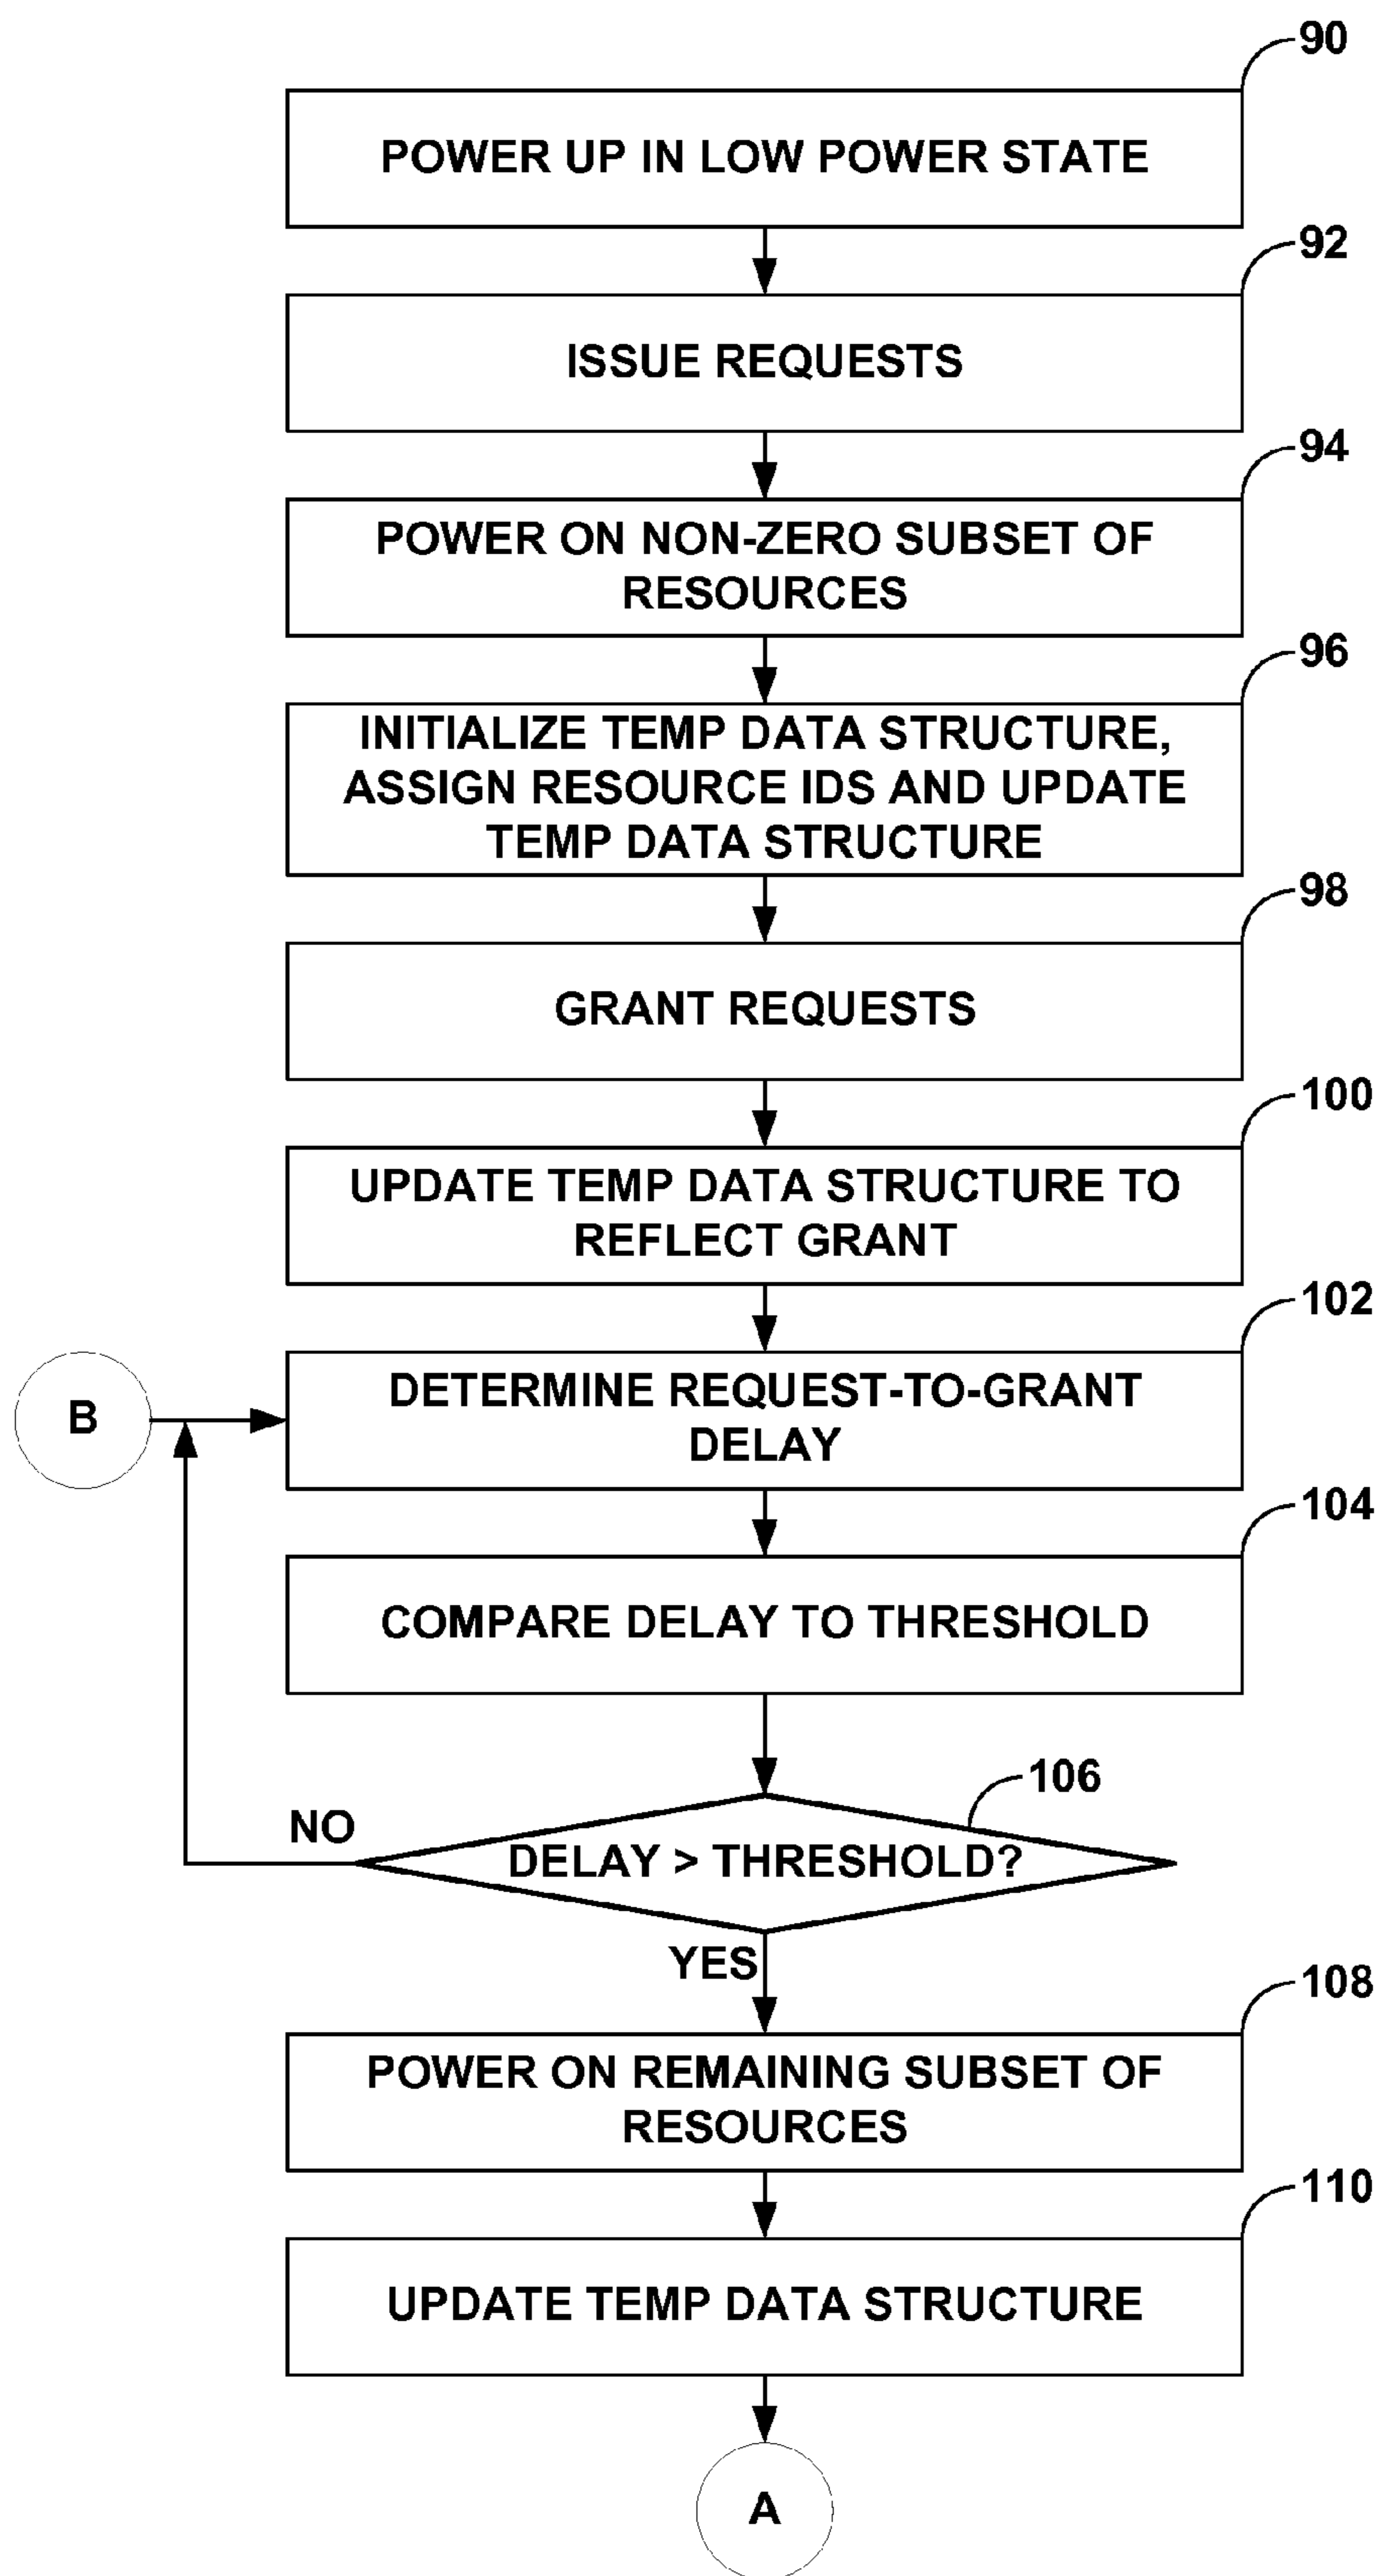 90
POWER UP IN LOW POWER STATE
92
ISSUE REQUESTS
94
POWER ON NON-ZERO SUBSET OF
RESOURCES
96
INITIALIZE TEMP DATA STRUCTURE,
ASSIGN RESOURCE IDS AND UPDATE
TEMP DATA STRUCTURE
98
GRANT REQUESTS
100
UPDATE TEMP DATA STRUCTURE TO
REFLECT GRANT
102
B
DETERMINE REQUEST-TO-GRANT
DELAY
104
COMPARE DELAY TO THRESHOLD
106
NO
DELAY > THRESHOLD?
YES
108
POWER ON REMAINING SUBSET OF
RESOURCES
110
UPDATE TEMP DATA STRUCTURE
A